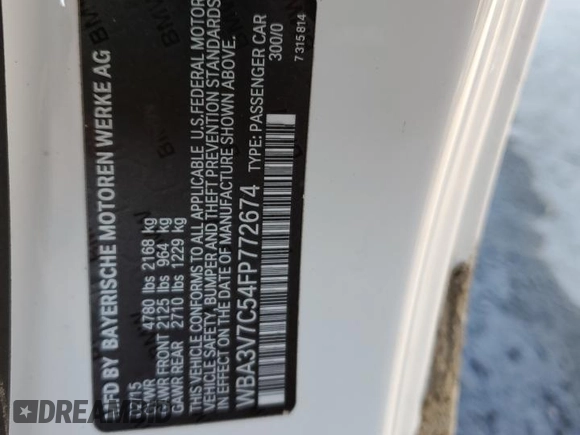 MFD BY BAYERISCHE MOTOREN WERKE AG
/15
GVWR 4780 lbs 2168 kg
GAWR FRONT 2125 lbs 964 kg
GAWR REAR 2710 lbs 1229 kg
THIS VEHICLE CONFORMS TO ALL APPLICABLE U.S. FEDERAL MOTOR
VEHICLE SAFETY, BUMPER AND THEFT PREVENTION STANDARDS
IN EFFECT ON THE DATE OF MANUFACTURE SHOWN ABOVE.
WBA3V7C54FP772674 TYPE: PASSENGER CAR
300/0
7 315 814
DREAMBID